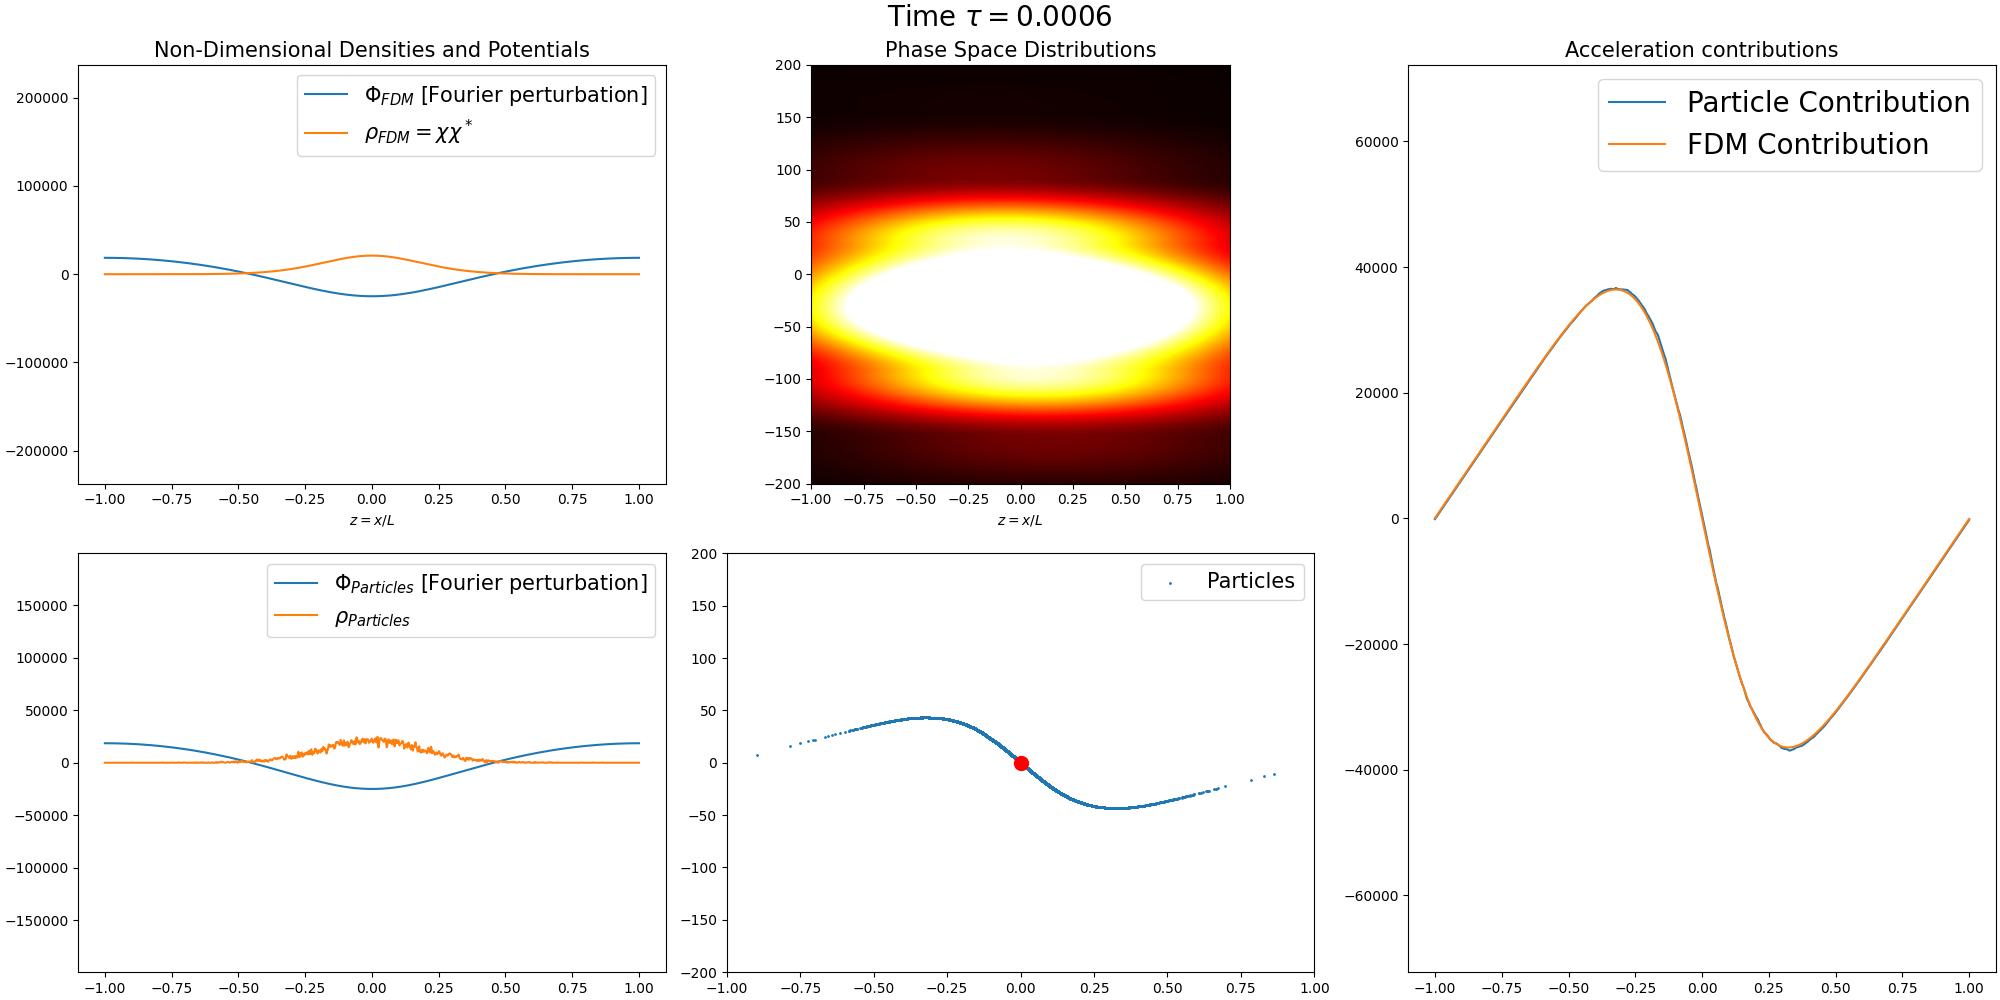 Time τ = 0.0006
Non-Dimensional Densities and Potentials
200000
100000
0
−100000
−200000
Φ_FDM [Fourier perturbation]
ρ_FDM = χχ*
−1.00 −0.75 −0.50 −0.25 0.00 0.25 0.50 0.75 1.00
z = x/L
Phase Space Distributions
200
150
100
50
0
−50
−100
−150
−200
−1.00 −0.75 −0.50 −0.25 0.00 0.25 0.50 0.75 1.00
z = x/L
Acceleration contributions
Particle Contribution
FDM Contribution
60000
40000
20000
0
−20000
−40000
−60000
−1.00 −0.75 −0.50 −0.25 0.00 0.25 0.50 0.75 1.00
Φ_Particles [Fourier perturbation]
ρ_Particles
150000
100000
50000
0
−50000
−100000
−150000
−1.00 −0.75 −0.50 −0.25 0.00 0.25 0.50 0.75 1.00
Particles
200
150
100
50
0
−50
−100
−150
−200
−1.00 −0.75 −0.50 −0.25 0.00 0.25 0.50 0.75 1.00